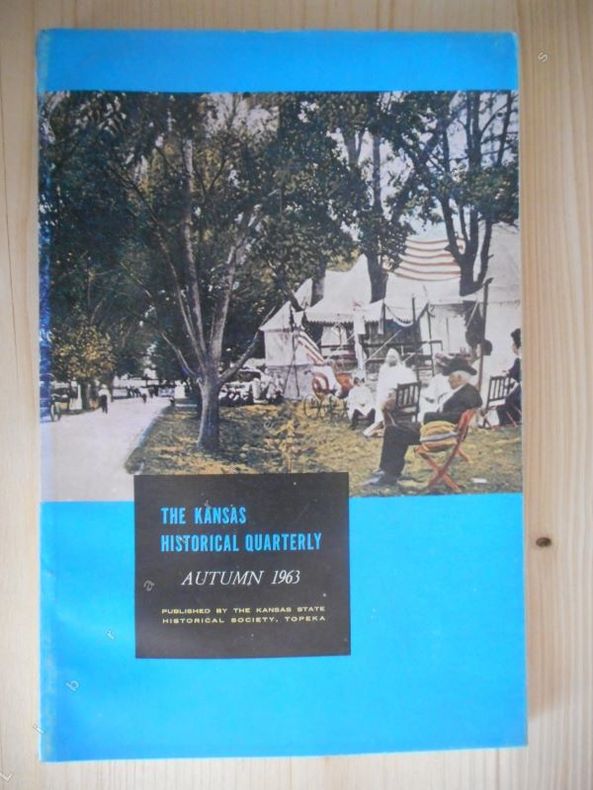 THE KANSAS
HISTORICAL QUARTERLY
AUTUMN 1963
PUBLISHED BY THE KANSAS STATE
HISTORICAL SOCIETY, TOPEKA